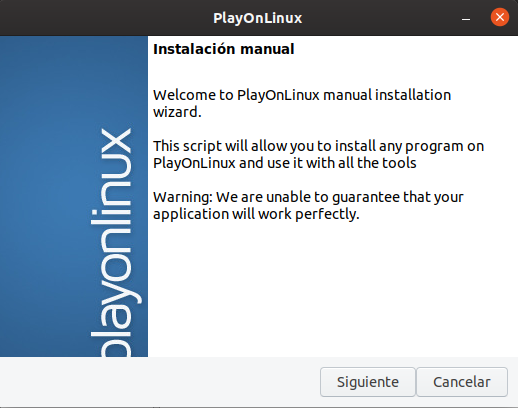 PlayOnLinux
Instalación manual
Welcome to PlayOnLinux manual installation
wizard.
This script will allow you to install any program on
PlayOnLinux and use it with all the tools
Warning: We are unable to guarantee that your
application will work perfectly.
playonlinux
Siguiente
Cancelar